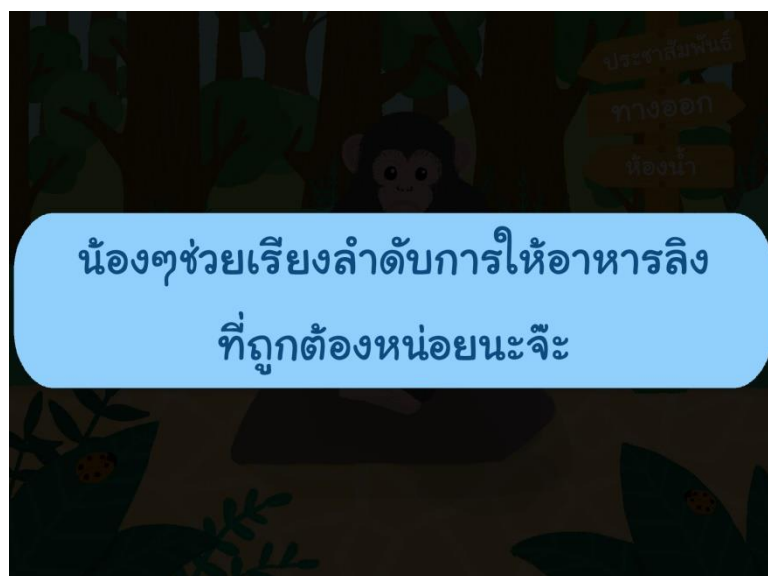 ประชาสัมพันธ์
ทางออก
ห้องน้ำ
น้องๆช่วยเรียงลำดับการให้อาหารลิง
ที่ถูกต้องหน่อยนะจ๊ะ